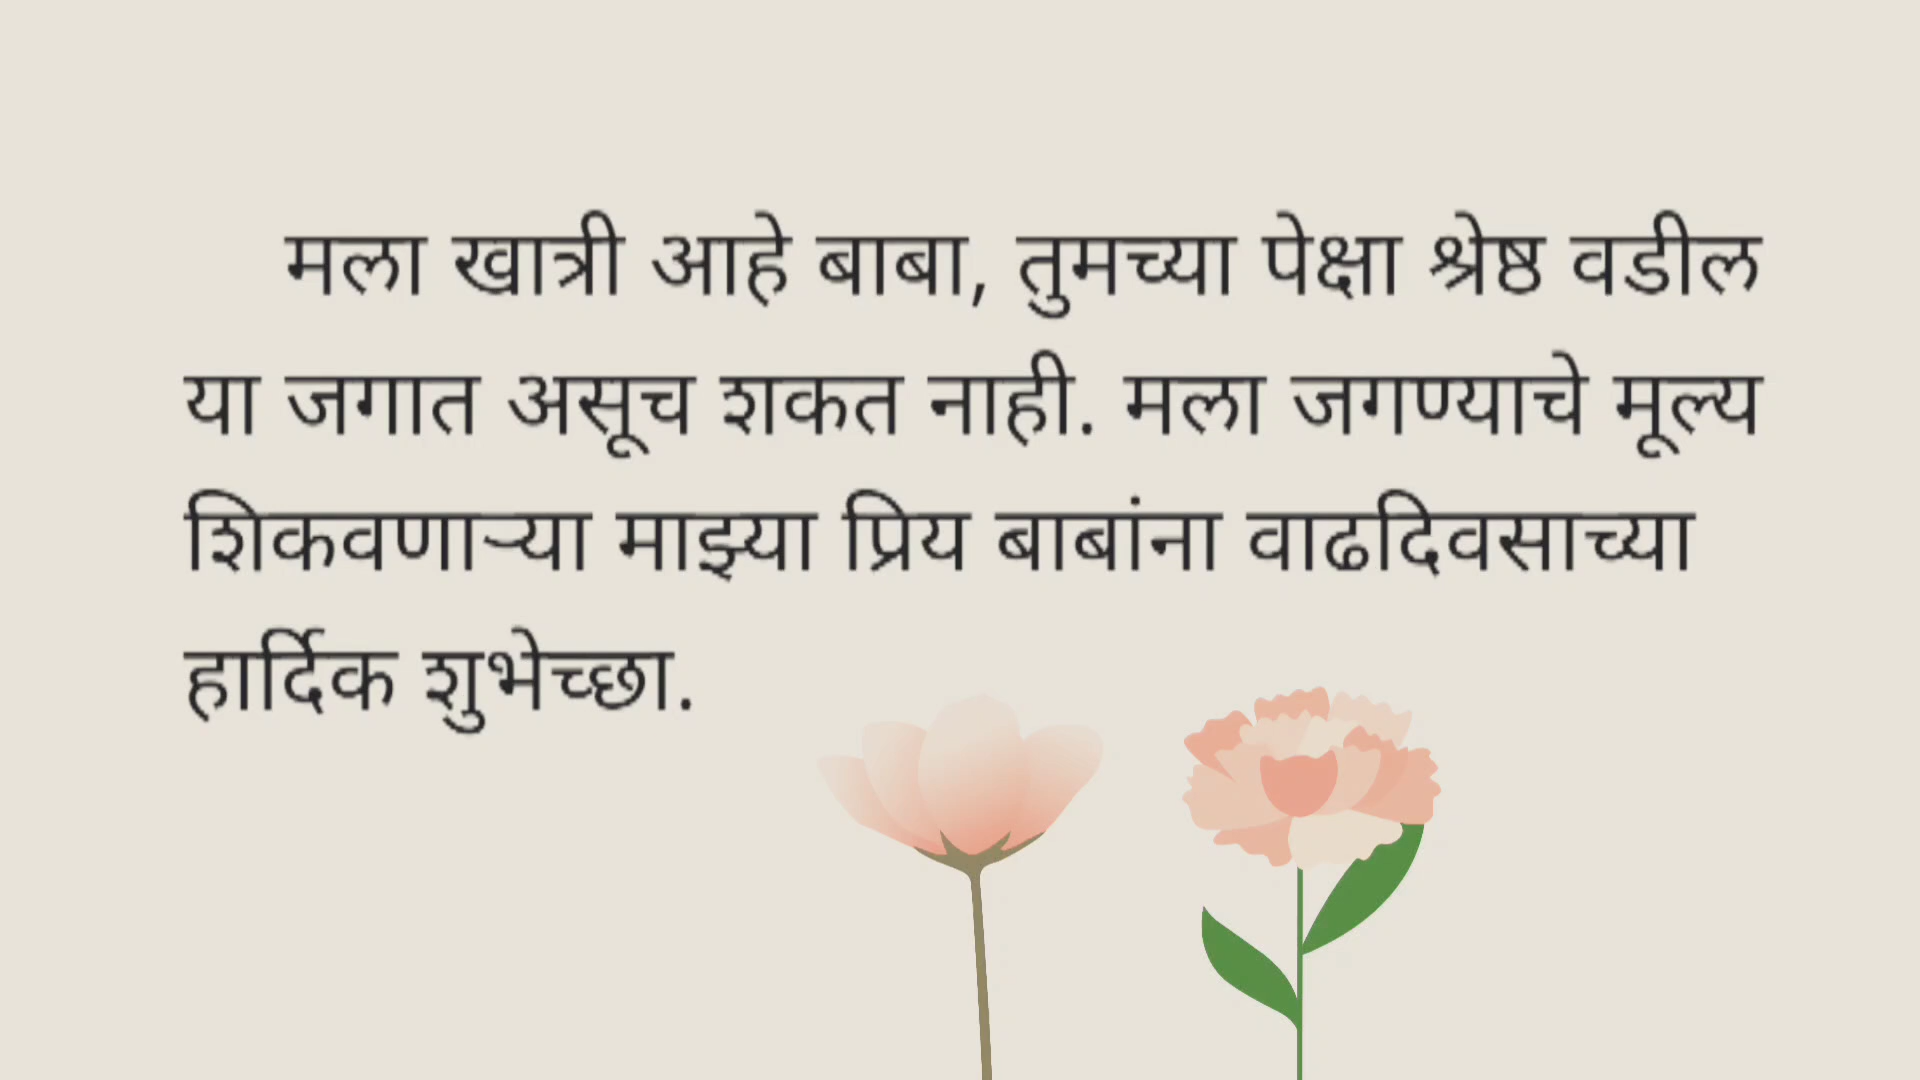 मला खात्री आहे बाबा, तुमच्या पेक्षा श्रेष्ठ वडील
या जगात असूच शकत नाही. मला जगण्याचे मूल्य
शिकवणाऱ्या माझ्या प्रिय बाबांना वाढदिवसाच्या
हार्दिक शुभेच्छा.